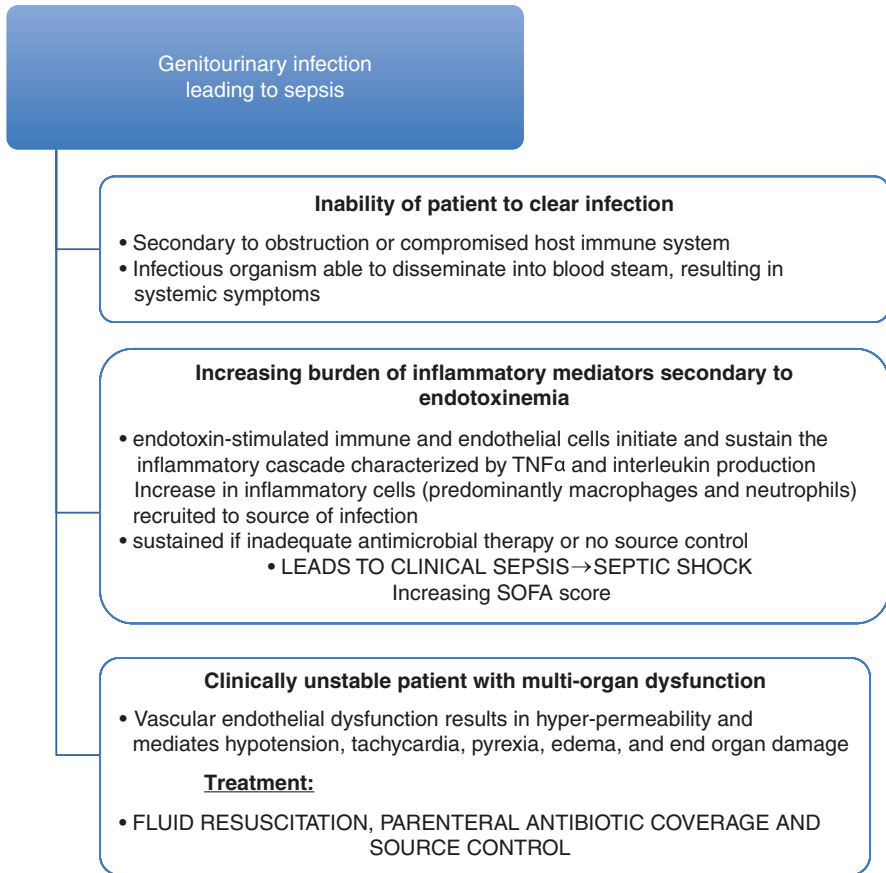 Genitourinary infection
leading to sepsis
Inability of patient to clear infection
• Secondary to obstruction or compromised host immune system
• Infectious organism able to disseminate into blood steam, resulting in
systemic symptoms
Increasing burden of inflammatory mediators secondary to
endotoxinemia
• endotoxin-stimulated immune and endothelial cells initiate and sustain the
inflammatory cascade characterized by TNFα and interleukin production
Increase in inflammatory cells (predominantly macrophages and neutrophils)
recruited to source of infection
• sustained if inadequate antimicrobial therapy or no source control
• LEADS TO CLINICAL SEPSIS→SEPTIC SHOCK
Increasing SOFA score
Clinically unstable patient with multi-organ dysfunction
• Vascular endothelial dysfunction results in hyper-permeability and
mediates hypotension, tachycardia, pyrexia, edema, and end organ damage
Treatment:
• FLUID RESUSCITATION, PARENTERAL ANTIBIOTIC COVERAGE AND
SOURCE CONTROL